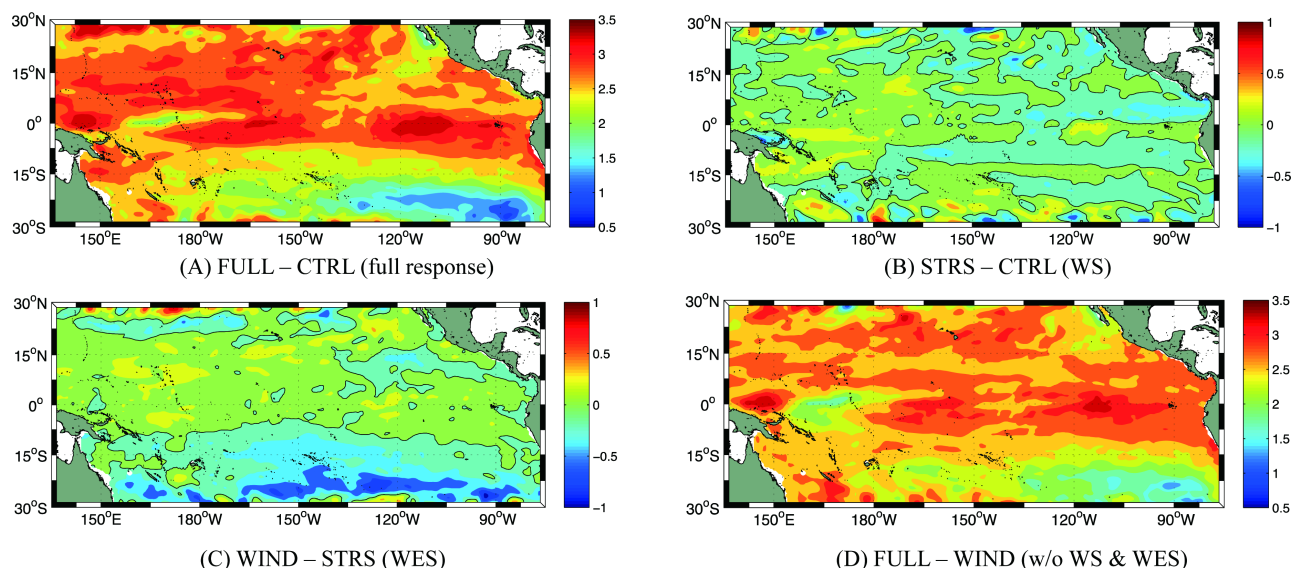 30°N
15°N
0°
15°S
30°S
150°E 180°W 150°W 120°W 90°W
3.5
3
2.5
2
1.5
1
0.5
(A) FULL – CTRL (full response)
30°N
15°N
0°
15°S
30°S
150°E 180°W 150°W 120°W 90°W
1
0.5
0
−0.5
−1
(B) STRS – CTRL (WS)
30°N
15°N
0°
15°S
30°S
150°E 180°W 150°W 120°W 90°W
1
0.5
0
−0.5
−1
(C) WIND – STRS (WES)
30°N
15°N
0°
15°S
30°S
150°E 180°W 150°W 120°W 90°W
3.5
3
2.5
2
1.5
1
0.5
(D) FULL – WIND (w/o WS & WES)